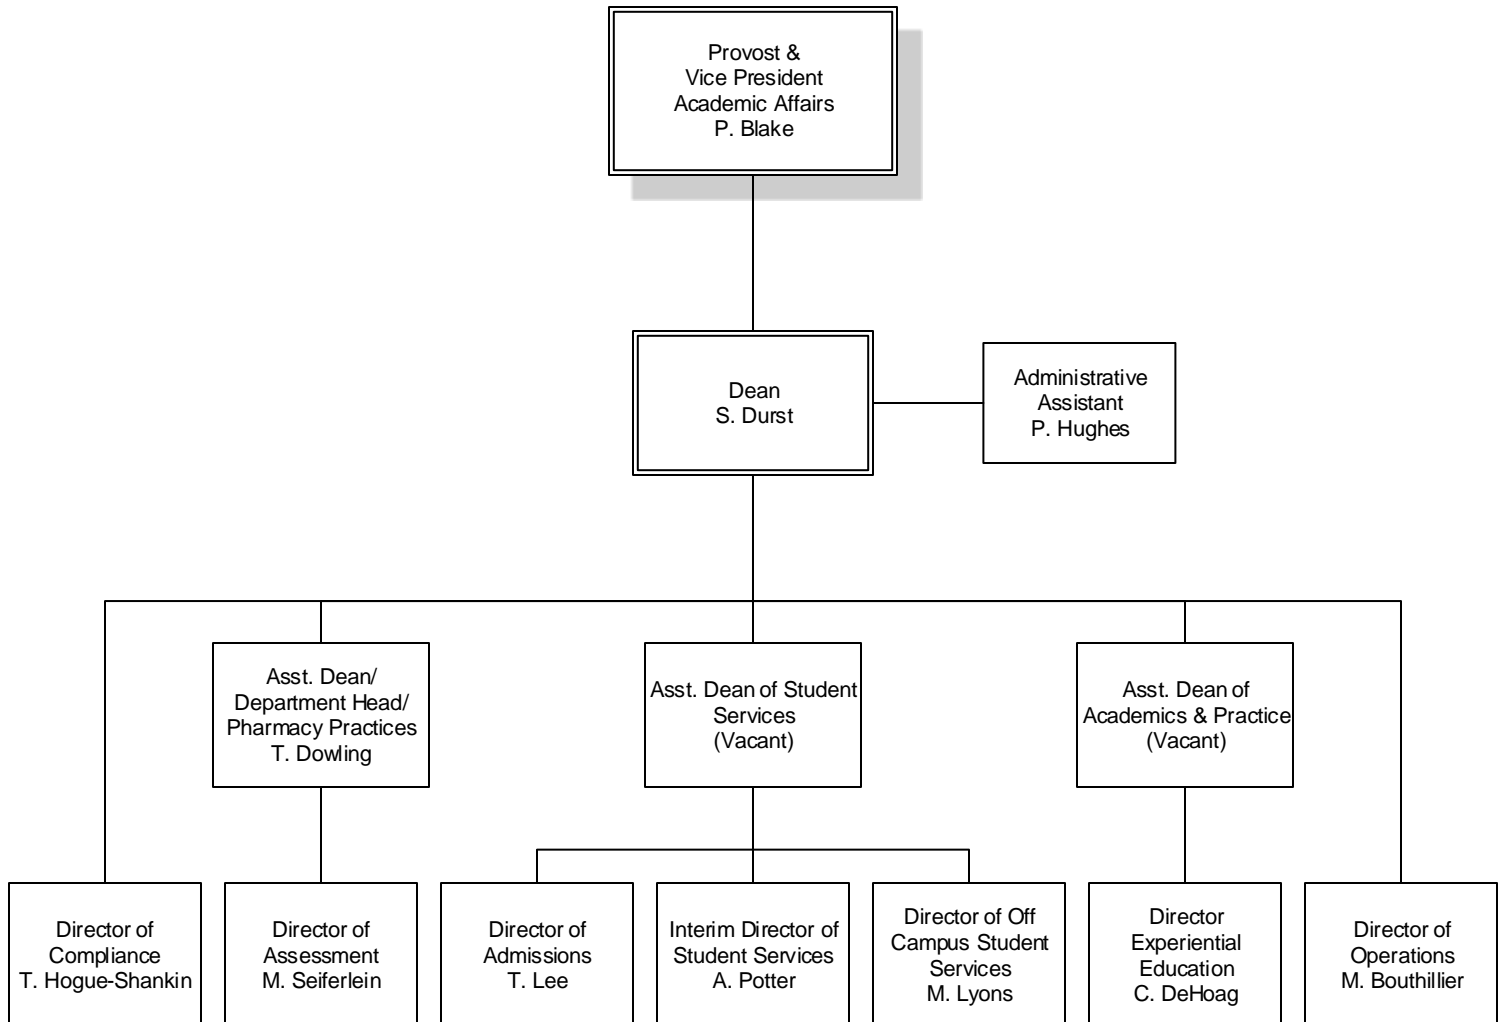 Provost &
Vice President
Academic Affairs
P. Blake
Dean
S. Durst
Administrative
Assistant
P. Hughes
Asst. Dean/
Department Head/
Pharmacy Practices
T. Dowling
Asst. Dean of Student
Services
(Vacant)
Asst. Dean of
Academics & Practice
(Vacant)
Director of
Compliance
T. Hogue-Shankin
Director of
Assessment
M. Seiferlein
Director of
Admissions
T. Lee
Interim Director of
Student Services
A. Potter
Director of Off
Campus Student
Services
M. Lyons
Director
Experiential
Education
C. DeHoag
Director of
Operations
M. Bouthillier